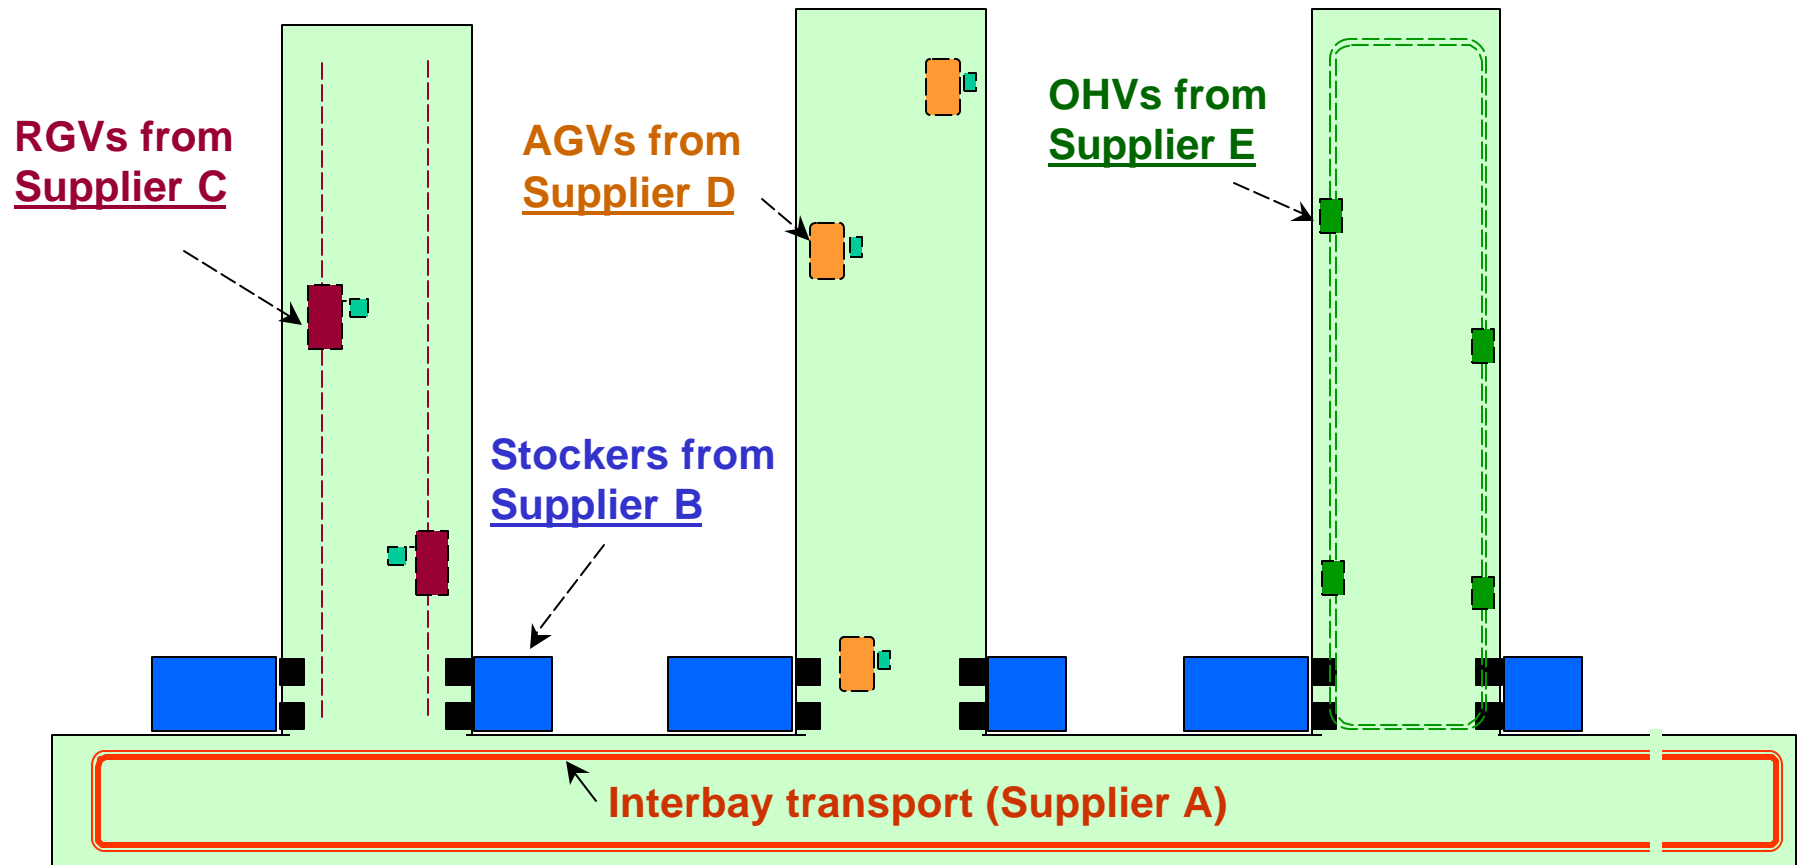 RGVs from
Supplier C
AGVs from
Supplier D
OHVs from
Supplier E
Stockers from
Supplier B
Interbay transport (Supplier A)